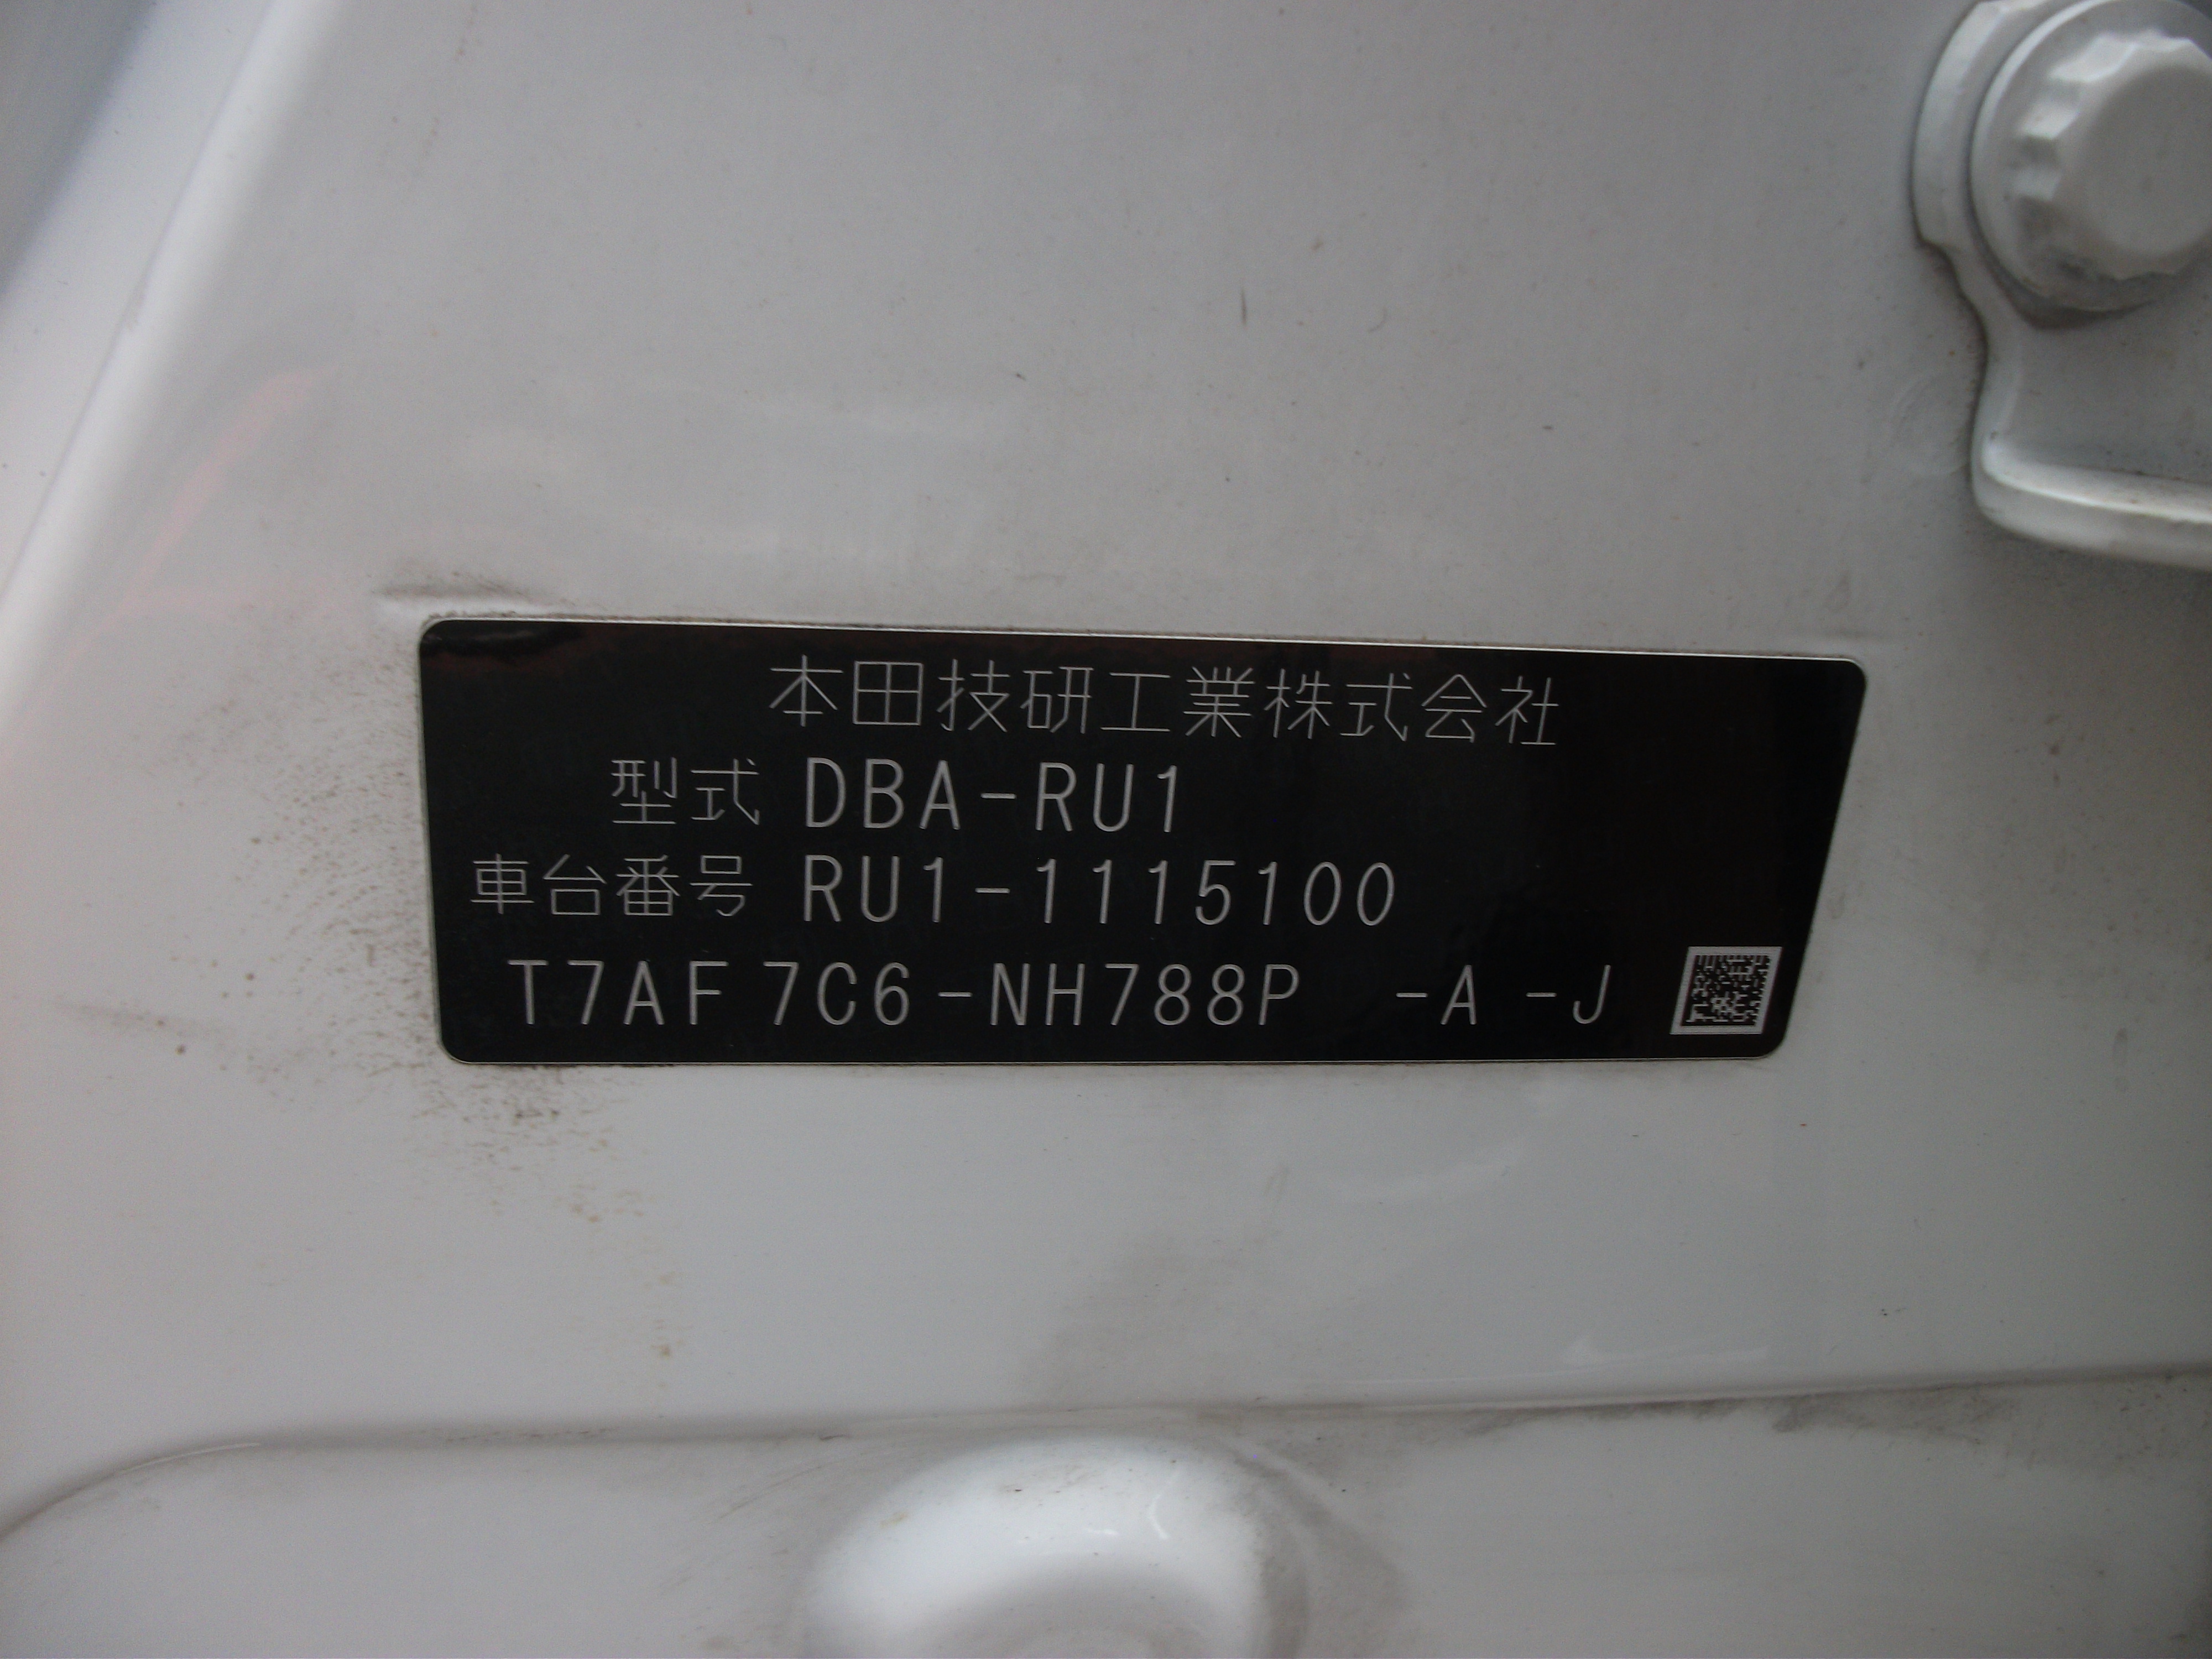 本田技研工業株式会社
型式 DBA-RU1
車台番号 RU1-1115100
T7AF 7C6-NH788P -A -J